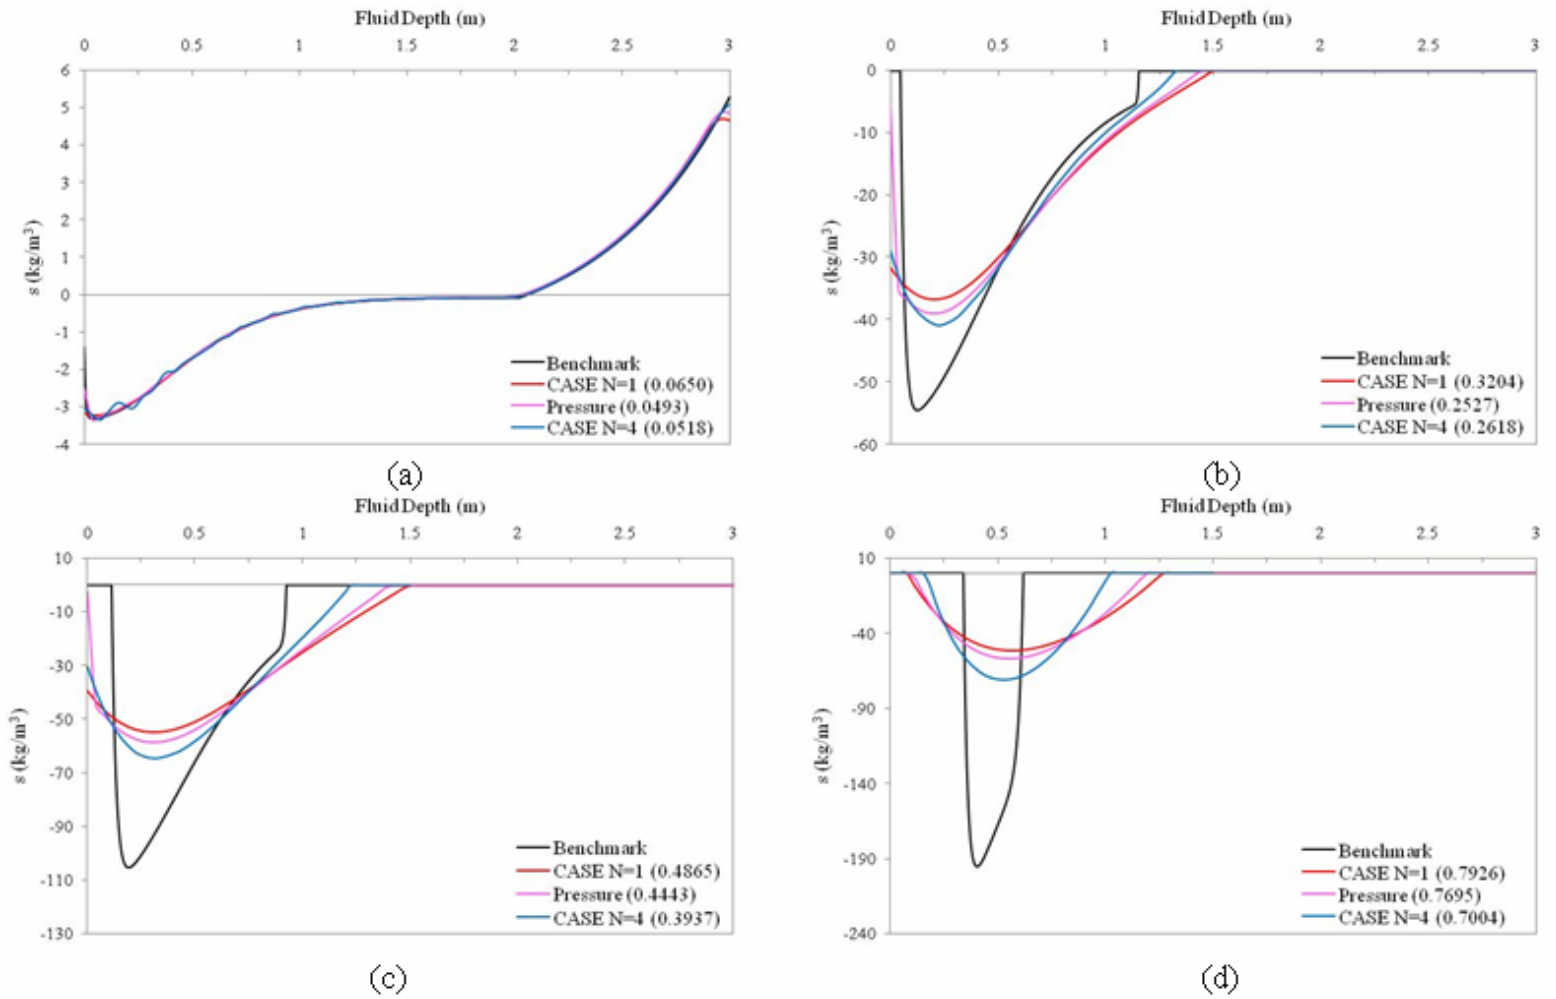 Fluid Depth (m)
0 0.5 1 1.5 2 2.5 3
6
5
4
3
2
1
0
-1
-2
-3
-4
s (kg/m³)
Benchmark
CASE N=1 (0.0650)
Pressure (0.0493)
CASE N=4 (0.0518)
(a)
Fluid Depth (m)
0 0.5 1 1.5 2 2.5 3
0
-10
-20
-30
-40
-50
-60
s (kg/m³)
Benchmark
CASE N=1 (0.3204)
Pressure (0.2527)
CASE N=4 (0.2618)
(b)
Fluid Depth (m)
0 0.5 1 1.5 2 2.5 3
10
-10
-30
-50
-70
-90
-110
-130
s (kg/m³)
Benchmark
CASE N=1 (0.4865)
Pressure (0.4443)
CASE N=4 (0.3937)
(c)
Fluid Depth (m)
0 0.5 1 1.5 2 2.5 3
10
-40
-90
-140
-190
-240
s (kg/m³)
Benchmark
CASE N=1 (0.7926)
Pressure (0.7695)
CASE N=4 (0.7004)
(d)